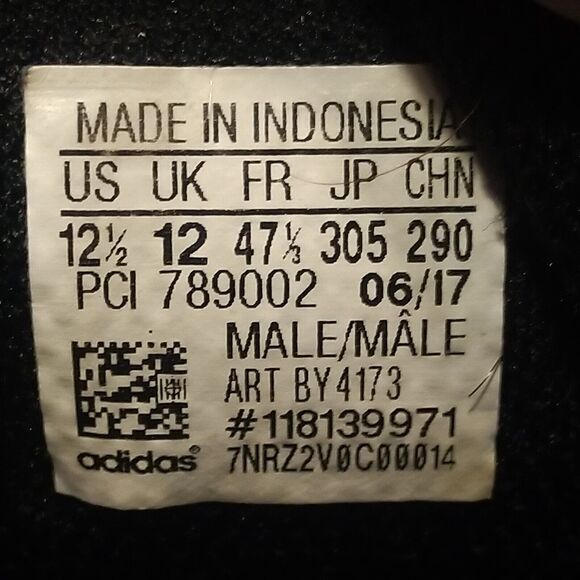 MADE IN INDONESIA
US UK FR JP CHN
12½ 12 47⅓ 305 290
PCI 789002 06/17
MALE/MÂLE
ART BY4173
#118139971
adidas 7NRZ2V0C00014